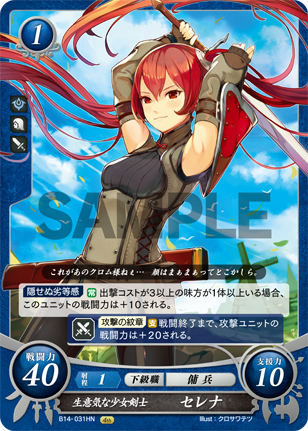 1
SAMPLE
これがあのクロム様ねぇ… 顔はまぁまぁってとこかしら。
隠せぬ劣等感 常 出撃コストが3以上の味方が1体以上いる場合、
このユニットの戦闘力は+10される。
攻撃の紋章 支 戦闘終了まで、攻撃ユニットの
戦闘力は+20される。
戦闘力
40
射程 1 下級職 傭兵
支援力
10
生意気な少女剣士 セレナ
B14-031HN
Illust:クロサワテツ